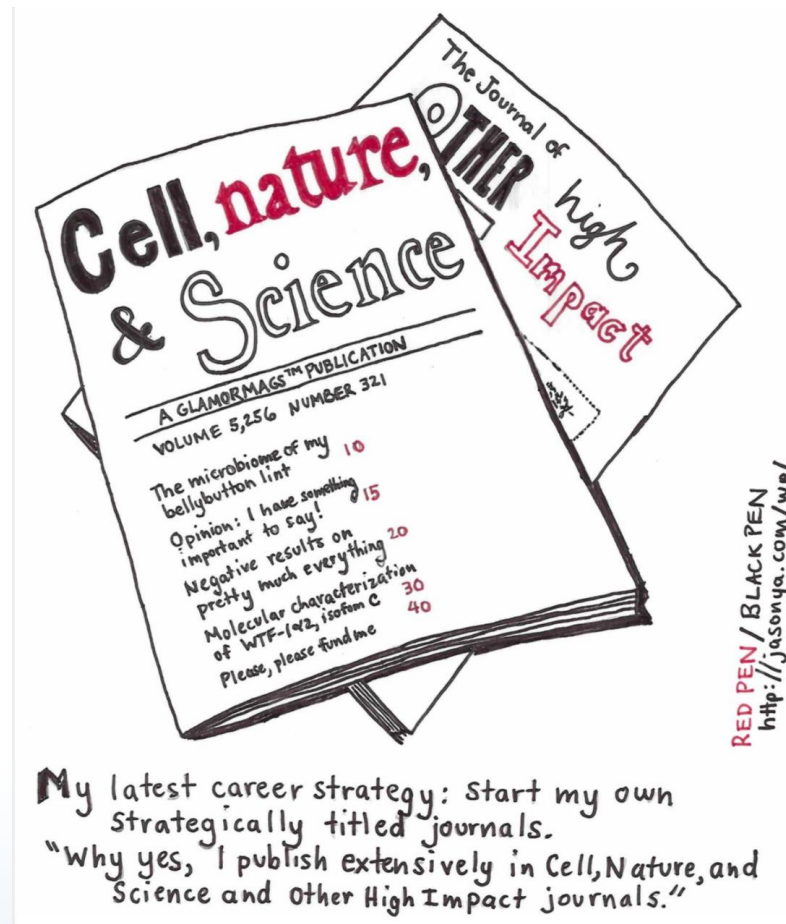 The Journal of
OTHER
high
Impact
Cell, nature,
& Science
A GLAMORMAGS™ PUBLICATION
VOLUME 5,256 NUMBER 321
The microbiome of my 10
bellybutton lint
Opinion: I have something 15
important to say!
Negative results on 20
pretty much everything
Molecular characterization 30
of WTF-1α2, isoform C
Please, please fund me 40
RED PEN / BLACK PEN
http://jasonya.com/wp/
My latest career strategy: Start my own
strategically titled journals.
"Why yes, I publish extensively in Cell, Nature, and
Science and Other High Impact journals."